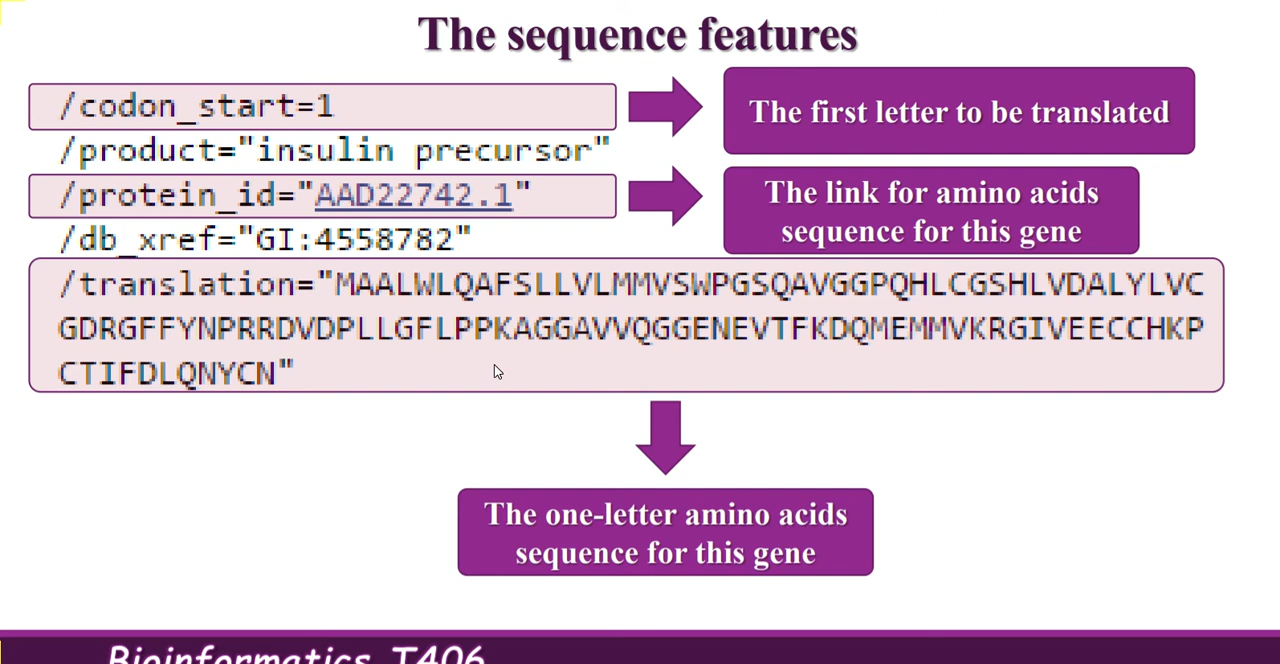 The sequence features
/codon_start=1
The first letter to be translated
/product="insulin precursor"
/protein_id="AAD22742.1"
The link for amino acids
sequence for this gene
/db_xref="GI:4558782"
/translation="MAALWLQAFSLLVLMMVSWPGSQAVGGPQHLCGSHLVDALYLVC
GDRGFFYNPRRDVDPLLGFLPPKAGGAVVQGGENEVTFKDQMEMMVKRGIVEECCHKP
CTIFDLQNYCN"
The one-letter amino acids
sequence for this gene
Bioinformatics T406